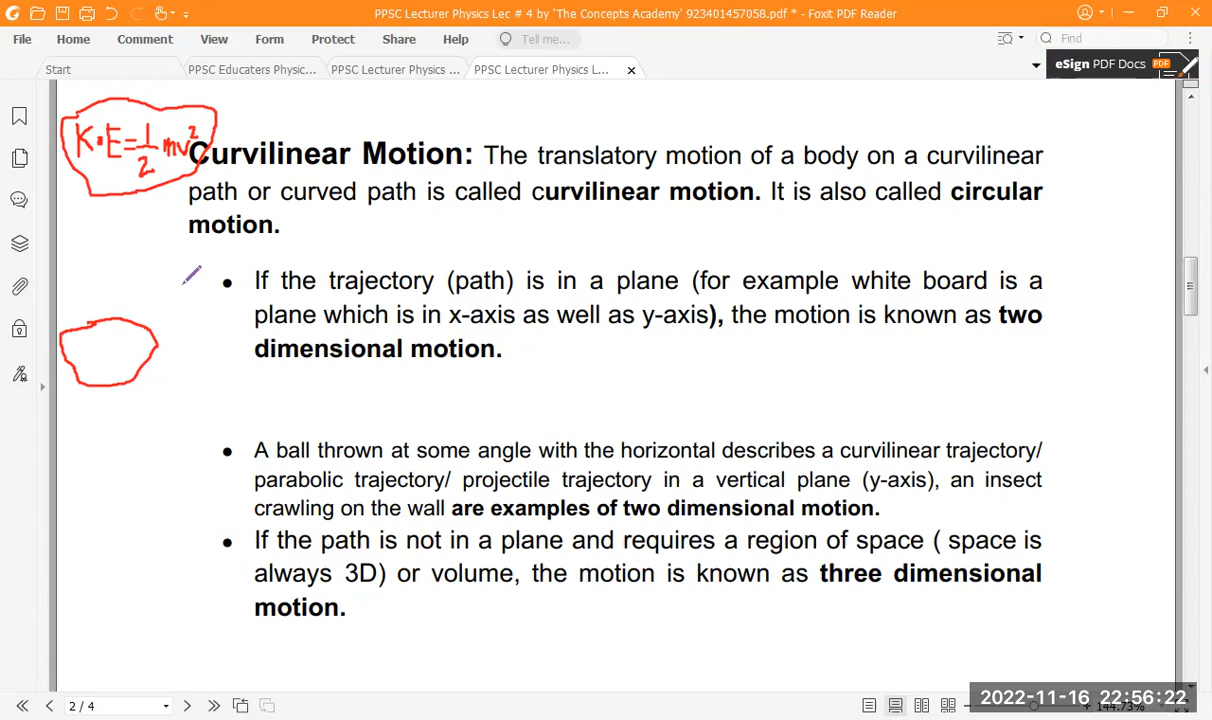 PPSC Lecturer Physics Lec # 4 by 'The Concepts Academy' 923401457058.pdf * - Foxit PDF Reader
File Home Comment View Form Protect Share Help Tell me... Find
Start PPSC Educaters Physic... PPSC Lecturer Physics ... PPSC Lecturer Physics L... eSign PDF Docs PDF
K.E=1/2 mv²
Curvilinear Motion: The translatory motion of a body on a curvilinear
path or curved path is called curvilinear motion. It is also called circular
motion.
• If the trajectory (path) is in a plane (for example white board is a
plane which is in x-axis as well as y-axis), the motion is known as two
dimensional motion.
• A ball thrown at some angle with the horizontal describes a curvilinear trajectory/
parabolic trajectory/ projectile trajectory in a vertical plane (y-axis), an insect
crawling on the wall are examples of two dimensional motion.
• If the path is not in a plane and requires a region of space ( space is
always 3D) or volume, the motion is known as three dimensional
motion.
2 / 4
2022-11-16 22:56:22
144.73%